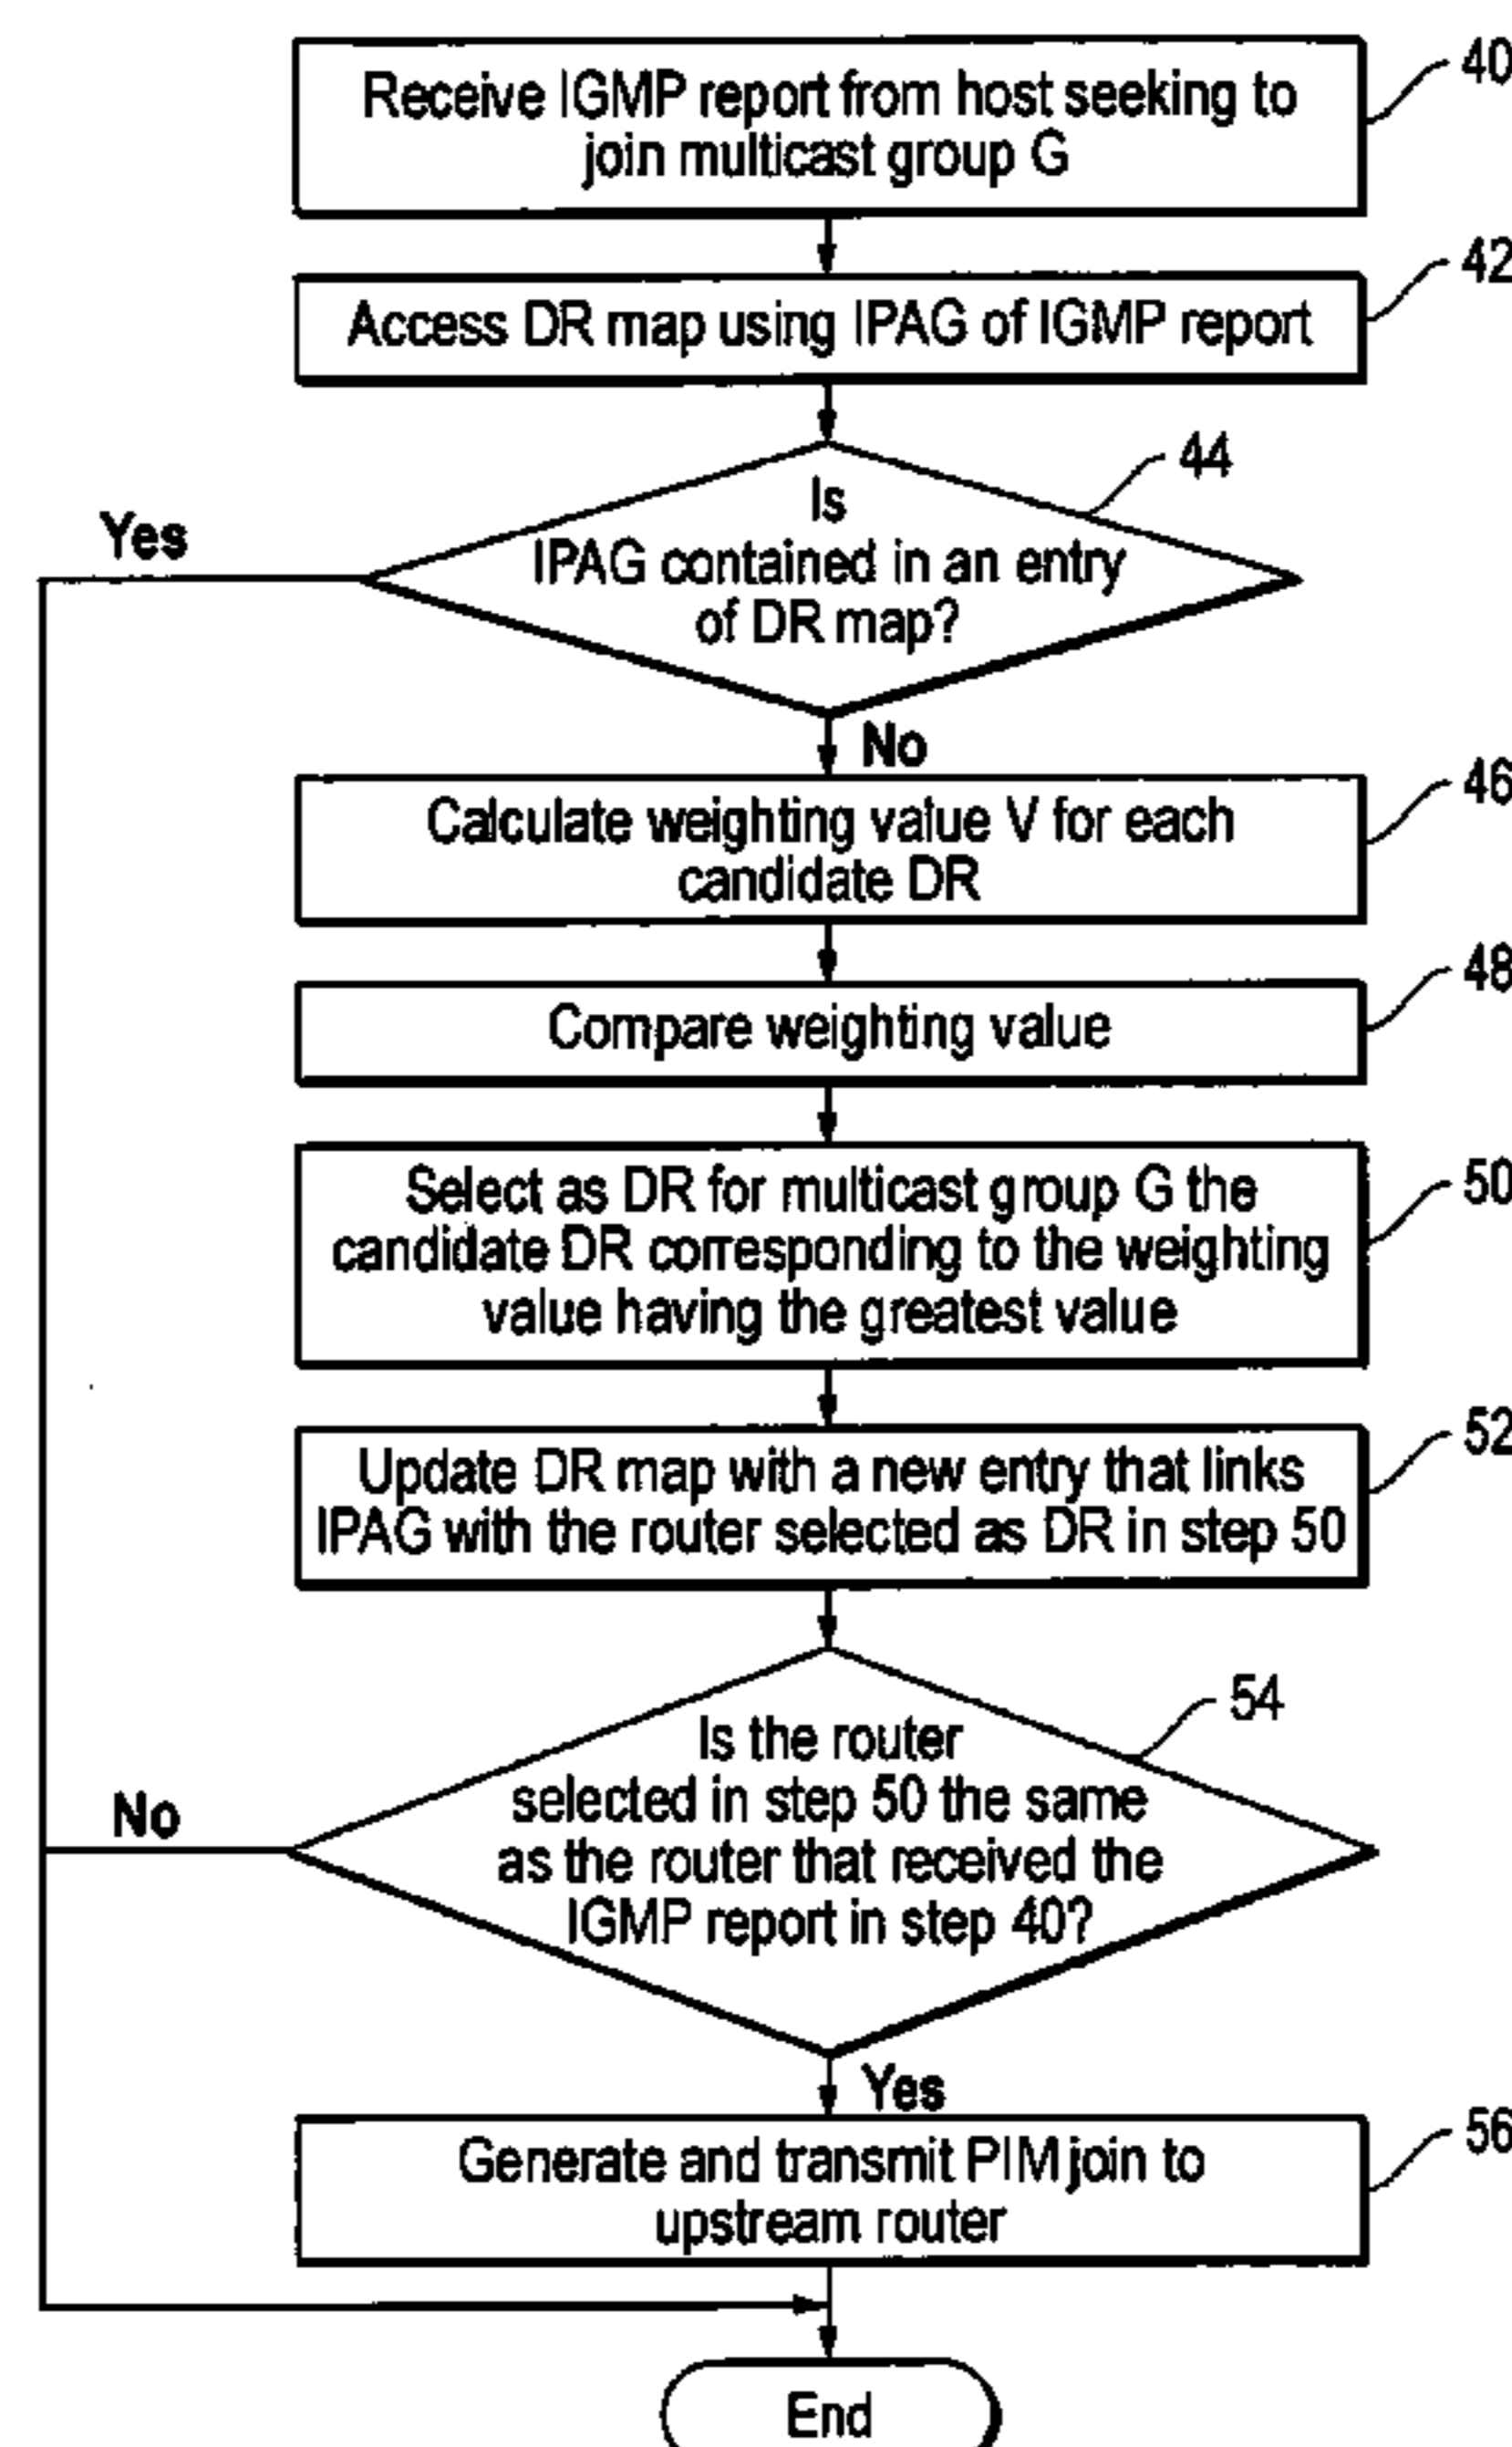 Receive IGMP report from host seeking to
join multicast group G
40
Access DR map using IPAG of IGMP report
42
Is
IPAG contained in an entry
of DR map?
44
Yes
No
Calculate weighting value V for each
candidate DR
46
Compare weighting value
48
Select as DR for multicast group G the
candidate DR corresponding to the weighting
value having the greatest value
50
Update DR map with a new entry that links
IPAG with the router selected as DR in step 50
52
Is the router
selected in step 50 the same
as the router that received the
IGMP report in step 40?
54
No
Yes
Generate and transmit PIM join to
upstream router
56
End